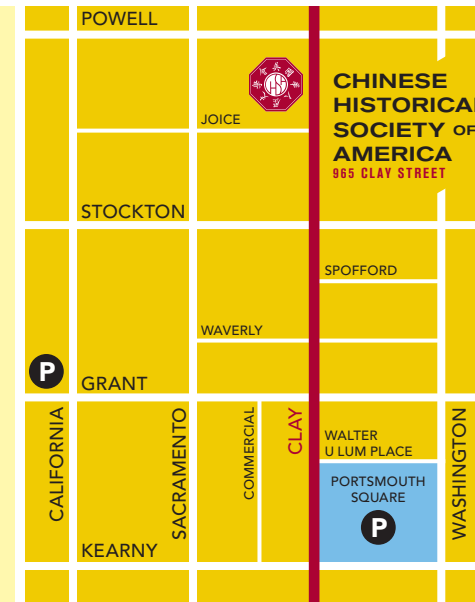 POWELL
JOICE
CHINESE
HISTORICAL
SOCIETY OF
AMERICA
965 CLAY STREET
STOCKTON
SPOFFORD
WAVERLY
P
GRANT
CALIFORNIA
SACRAMENTO
COMMERCIAL
CLAY
WALTER
U LUM PLACE
PORTSMOUTH
SQUARE
P
WASHINGTON
KEARNY